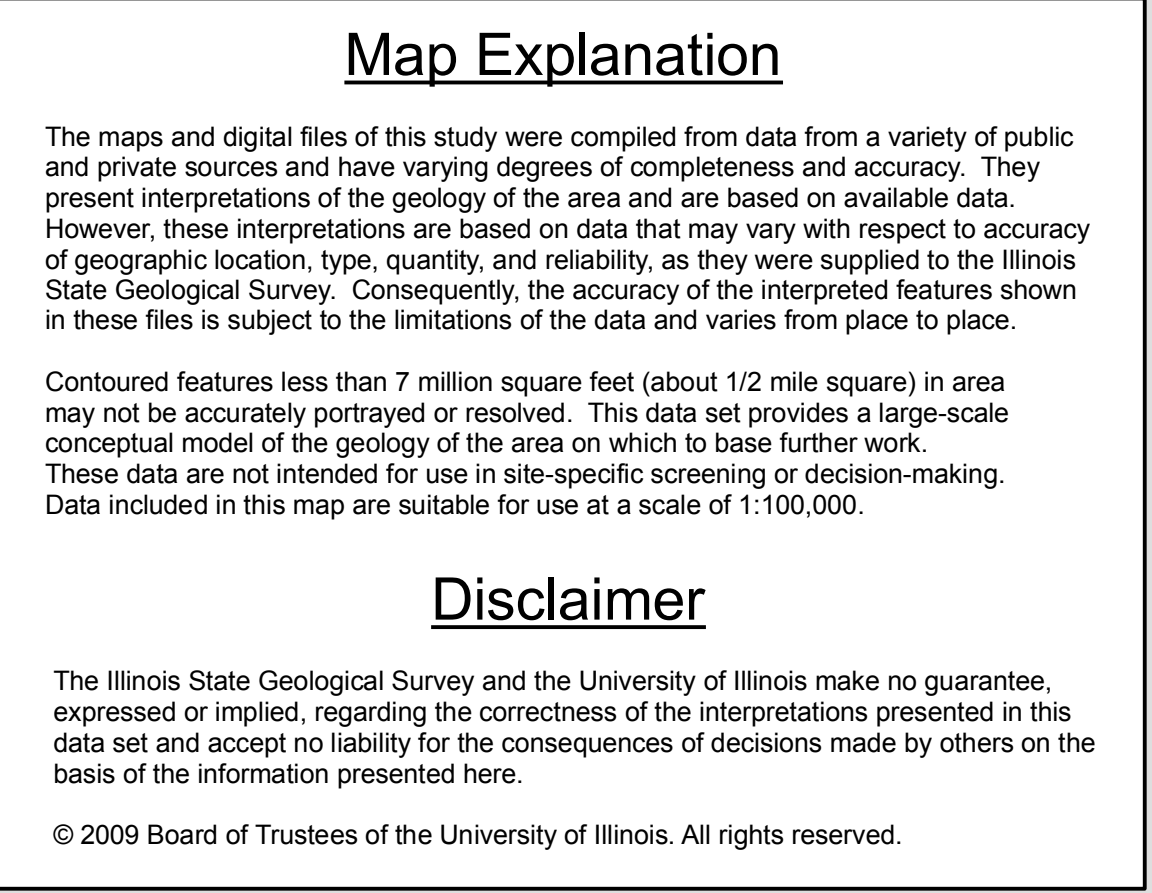 Map Explanation
The maps and digital files of this study were compiled from data from a variety of public
and private sources and have varying degrees of completeness and accuracy.  They
present interpretations of the geology of the area and are based on available data.
However, these interpretations are based on data that may vary with respect to accuracy
of geographic location, type, quantity, and reliability, as they were supplied to the Illinois
State Geological Survey.  Consequently, the accuracy of the interpreted features shown
in these files is subject to the limitations of the data and varies from place to place.
Contoured features less than 7 million square feet (about 1/2 mile square) in area
may not be accurately portrayed or resolved.  This data set provides a large-scale
conceptual model of the geology of the area on which to base further work.
These data are not intended for use in site-specific screening or decision-making.
Data included in this map are suitable for use at a scale of 1:100,000.
Disclaimer
The Illinois State Geological Survey and the University of Illinois make no guarantee,
expressed or implied, regarding the correctness of the interpretations presented in this
data set and accept no liability for the consequences of decisions made by others on the
basis of the information presented here.
© 2009 Board of Trustees of the University of Illinois. All rights reserved.